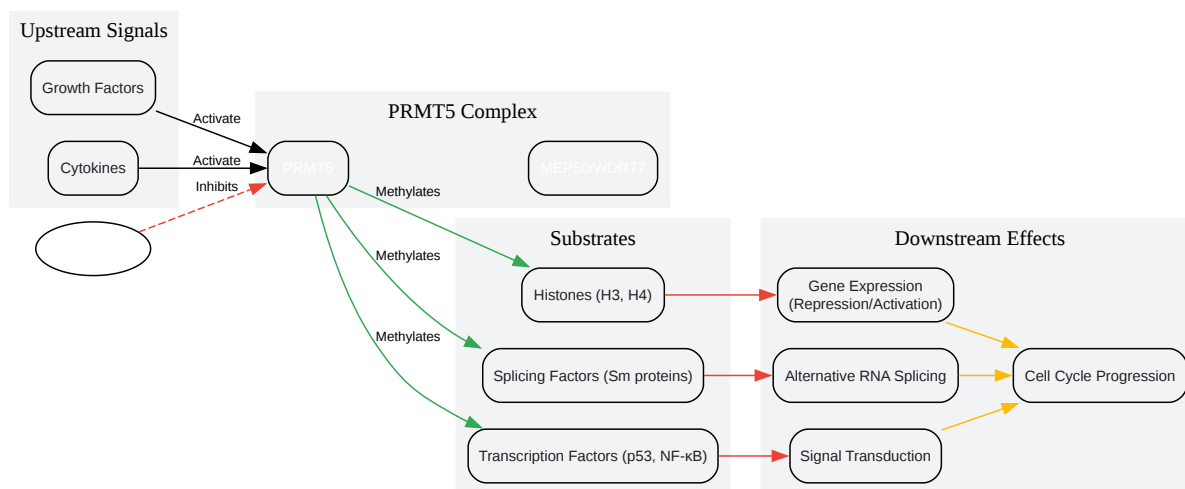 Upstream Signals
Growth Factors
Cytokines
Activate
Activate
Inhibits
PRMT5 Complex
PRMT5
MEP50/WDR77
Methylates
Methylates
Methylates
Substrates
Histones (H3, H4)
Splicing Factors (Sm proteins)
Transcription Factors (p53, NF-κB)
Downstream Effects
Gene Expression
(Repression/Activation)
Alternative RNA Splicing
Signal Transduction
Cell Cycle Progression